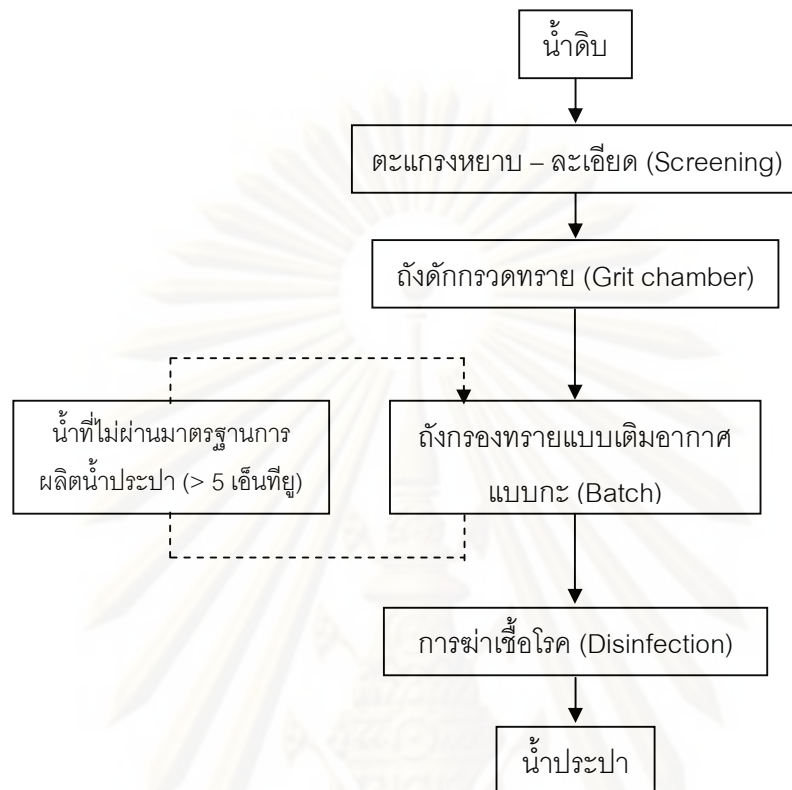 น้ำดิบ
ตะแกรงหยาบ – ละเอียด (Screening)
ถังดักกรวดทราย (Grit chamber)
น้ำที่ไม่ผ่านมาตรฐานการ
ผลิตน้ำประปา (> 5 เอ็นทียู)
ถังกรองทรายแบบเติมอากาศ
แบบกะ (Batch)
การฆ่าเชื้อโรค (Disinfection)
น้ำประปา